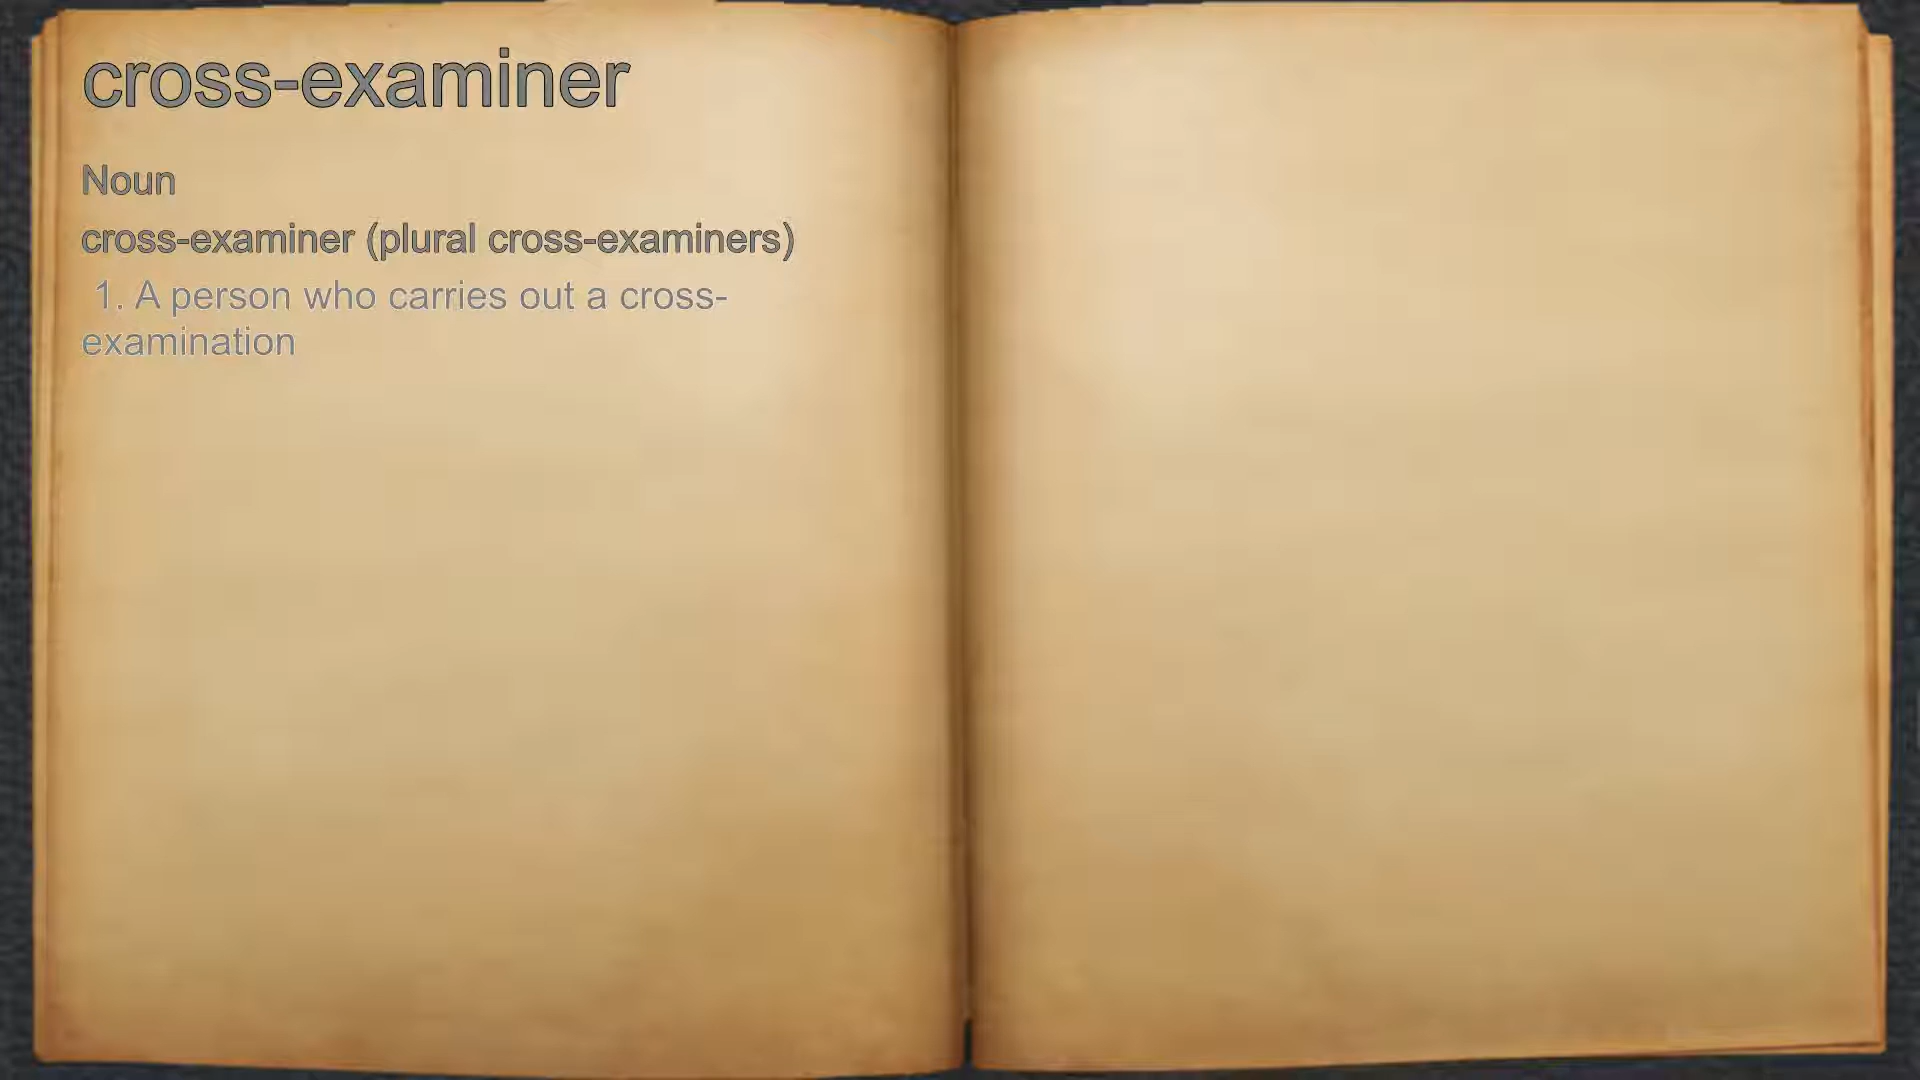 cross-examiner
Noun
cross-examiner (plural cross-examiners)
1. A person who carries out a cross-
examination